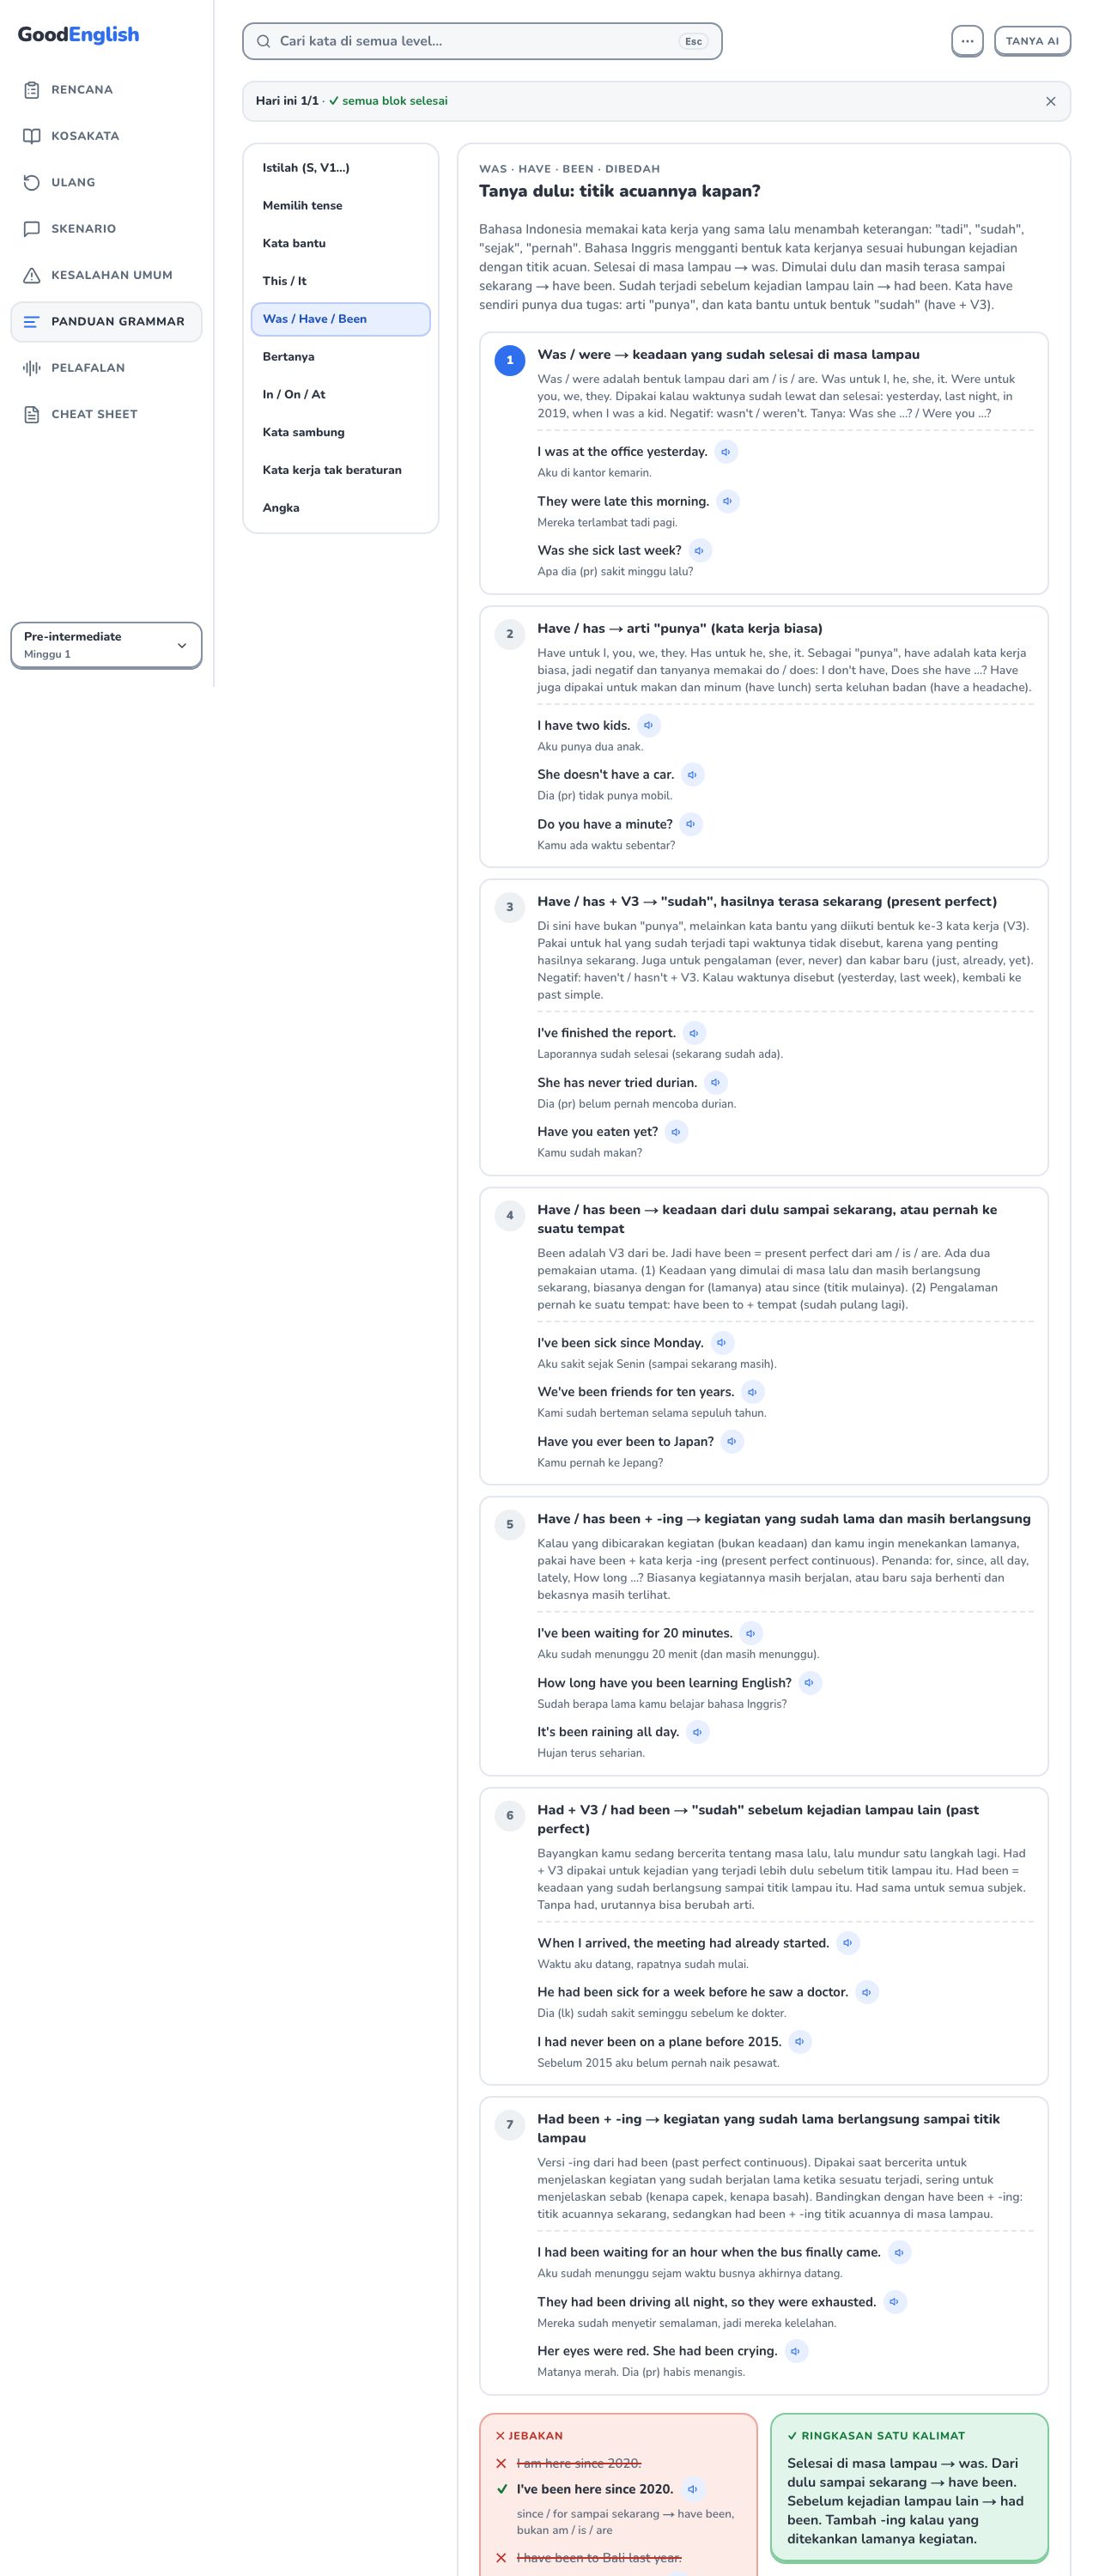 GoodEnglish
RENCANA
KOSAKATA
ULANG
SKENARIO
KESALAHAN UMUM
PANDUAN GRAMMAR
PELAFALAN
CHEAT SHEET
Pre-intermediate
Minggu 1
Cari kata di semua level...
Esc
TANYA AI
Hari ini 1/1 · ✓ semua blok selesai
Istilah (S, V1...)
Memilih tense
Kata bantu
This / It
Was / Have / Been
Bertanya
In / On / At
Kata sambung
Kata kerja tak beraturan
Angka
WAS · HAVE · BEEN · DIBEDAH
Tanya dulu: titik acuannya kapan?
Bahasa Indonesia memakai kata kerja yang sama lalu menambah keterangan: "tadi", "sudah",
"sejak", "pernah". Bahasa Inggris mengganti bentuk kata kerjanya sesuai hubungan kejadian
dengan titik acuan. Selesai di masa lampau → was. Dimulai dulu dan masih terasa sampai
sekarang → have been. Sudah terjadi sebelum kejadian lampau lain → had been. Kata have
sendiri punya dua tugas: arti "punya", dan kata bantu untuk bentuk "sudah" (have + V3).
1
Was / were → keadaan yang sudah selesai di masa lampau
Was / were adalah bentuk lampau dari am / is / are. Was untuk I, he, she, it. Were untuk
you, we, they. Dipakai kalau waktunya sudah lewat dan selesai: yesterday, last night, in
2019, when I was a kid. Negatif: wasn't / weren't. Tanya: Was she ...? / Were you ...?
I was at the office yesterday.
Aku di kantor kemarin.
They were late this morning.
Mereka terlambat tadi pagi.
Was she sick last week?
Apa dia (pr) sakit minggu lalu?
2
Have / has → arti "punya" (kata kerja biasa)
Have untuk I, you, we, they. Has untuk he, she, it. Sebagai "punya", have adalah kata kerja
biasa, jadi negatif dan tanyanya memakai do / does: I don't have, Does she have ...? Have
juga dipakai untuk makan dan minum (have lunch) serta keluhan badan (have a headache).
I have two kids.
Aku punya dua anak.
She doesn't have a car.
Dia (pr) tidak punya mobil.
Do you have a minute?
Kamu ada waktu sebentar?
3
Have / has + V3 → "sudah", hasilnya terasa sekarang (present perfect)
Di sini have bukan "punya", melainkan kata bantu yang diikuti bentuk ke-3 kata kerja (V3).
Pakai untuk hal yang sudah terjadi tapi waktunya tidak disebut, karena yang penting
hasilnya sekarang. Juga untuk pengalaman (ever, never) dan kabar baru (just, already, yet).
Negatif: haven't / hasn't + V3. Kalau waktunya disebut (yesterday, last week), kembali ke
past simple.
I've finished the report.
Laporannya sudah selesai (sekarang sudah ada).
She has never tried durian.
Dia (pr) belum pernah mencoba durian.
Have you eaten yet?
Kamu sudah makan?
4
Have / has been → keadaan dari dulu sampai sekarang, atau pernah ke
suatu tempat
Been adalah V3 dari be. Jadi have been = present perfect dari am / is / are. Ada dua
pemakaian utama. (1) Keadaan yang dimulai di masa lalu dan masih berlangsung
sekarang, biasanya dengan for (lamanya) atau since (titik mulainya). (2) Pengalaman
pernah ke suatu tempat: have been to + tempat (sudah pulang lagi).
I've been sick since Monday.
Aku sakit sejak Senin (sampai sekarang masih).
We've been friends for ten years.
Kami sudah berteman selama sepuluh tahun.
Have you ever been to Japan?
Kamu pernah ke Jepang?
5
Have / has been + -ing → kegiatan yang sudah lama dan masih berlangsung
Kalau yang dibicarakan kegiatan (bukan keadaan) dan kamu ingin menekankan lamanya,
pakai have been + kata kerja -ing (present perfect continuous). Penanda: for, since, all day,
lately, How long ...? Biasanya kegiatannya masih berjalan, atau baru saja berhenti dan
bekasnya masih terlihat.
I've been waiting for 20 minutes.
Aku sudah menunggu 20 menit (dan masih menunggu).
How long have you been learning English?
Sudah berapa lama kamu belajar bahasa Inggris?
It's been raining all day.
Hujan terus seharian.
6
Had + V3 / had been → "sudah" sebelum kejadian lampau lain (past
perfect)
Bayangkan kamu sedang bercerita tentang masa lalu, lalu mundur satu langkah lagi. Had
+ V3 dipakai untuk kejadian yang terjadi lebih dulu sebelum titik lampau itu. Had been =
keadaan yang sudah berlangsung sampai titik lampau itu. Had sama untuk semua subjek.
Tanpa had, urutannya bisa berubah arti.
When I arrived, the meeting had already started.
Waktu aku datang, rapatnya sudah mulai.
He had been sick for a week before he saw a doctor.
Dia (lk) sudah sakit seminggu sebelum ke dokter.
I had never been on a plane before 2015.
Sebelum 2015 aku belum pernah naik pesawat.
7
Had been + -ing → kegiatan yang sudah lama berlangsung sampai titik
lampau
Versi -ing dari had been (past perfect continuous). Dipakai saat bercerita untuk
menjelaskan kegiatan yang sudah berjalan lama ketika sesuatu terjadi, sering untuk
menjelaskan sebab (kenapa capek, kenapa basah). Bandingkan dengan have been + -ing:
titik acuannya sekarang, sedangkan had been + -ing titik acuannya di masa lampau.
I had been waiting for an hour when the bus finally came.
Aku sudah menunggu sejam waktu busnya akhirnya datang.
They had been driving all night, so they were exhausted.
Mereka sudah menyetir semalaman, jadi mereka kelelahan.
Her eyes were red. She had been crying.
Matanya merah. Dia (pr) habis menangis.
✕ JEBAKAN
✕ I am here since 2020.
✓ I've been here since 2020.
since / for sampai sekarang → have been,
bukan am / is / are
✕ I have been to Bali last year.
✓ RINGKASAN SATU KALIMAT
Selesai di masa lampau → was. Dari
dulu sampai sekarang → have been.
Sebelum kejadian lampau lain → had
been. Tambah -ing kalau yang
ditekankan lamanya kegiatan.